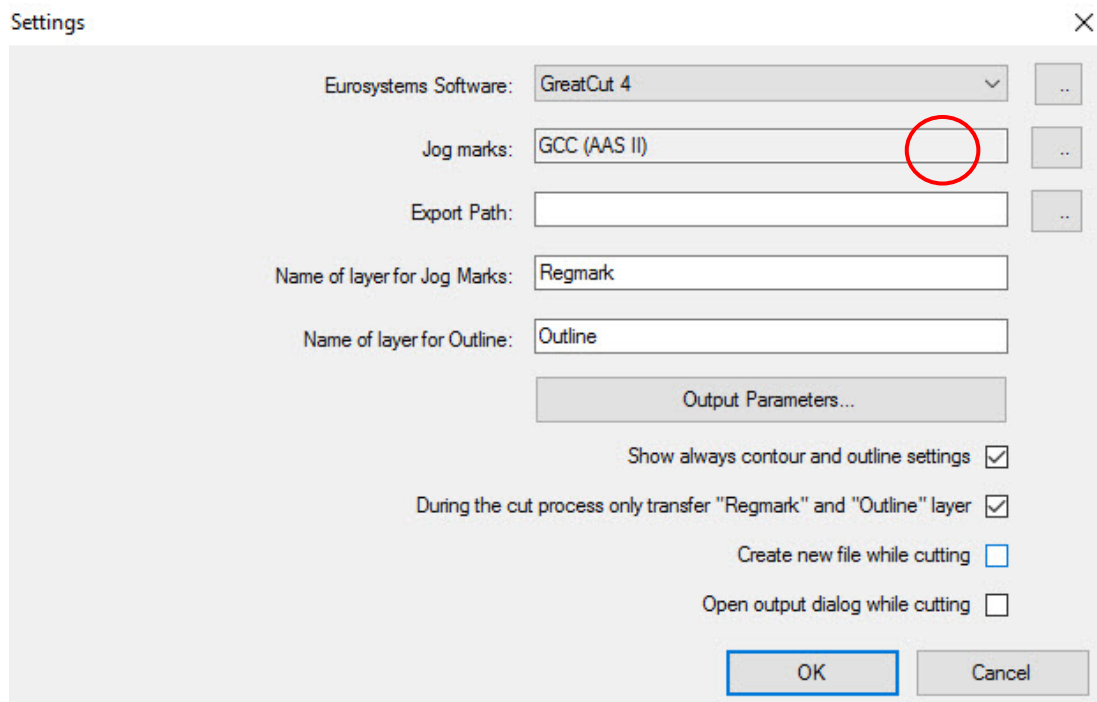 Settings
Eurosystems Software: GreatCut 4 ..
Jog marks: GCC (AAS II) ..
Export Path: ..
Name of layer for Jog Marks: Regmark
Name of layer for Outline: Outline
Output Parameters...
Show always contour and outline settings
During the cut process only transfer "Regmark" and "Outline" layer
Create new file while cutting
Open output dialog while cutting
OK Cancel